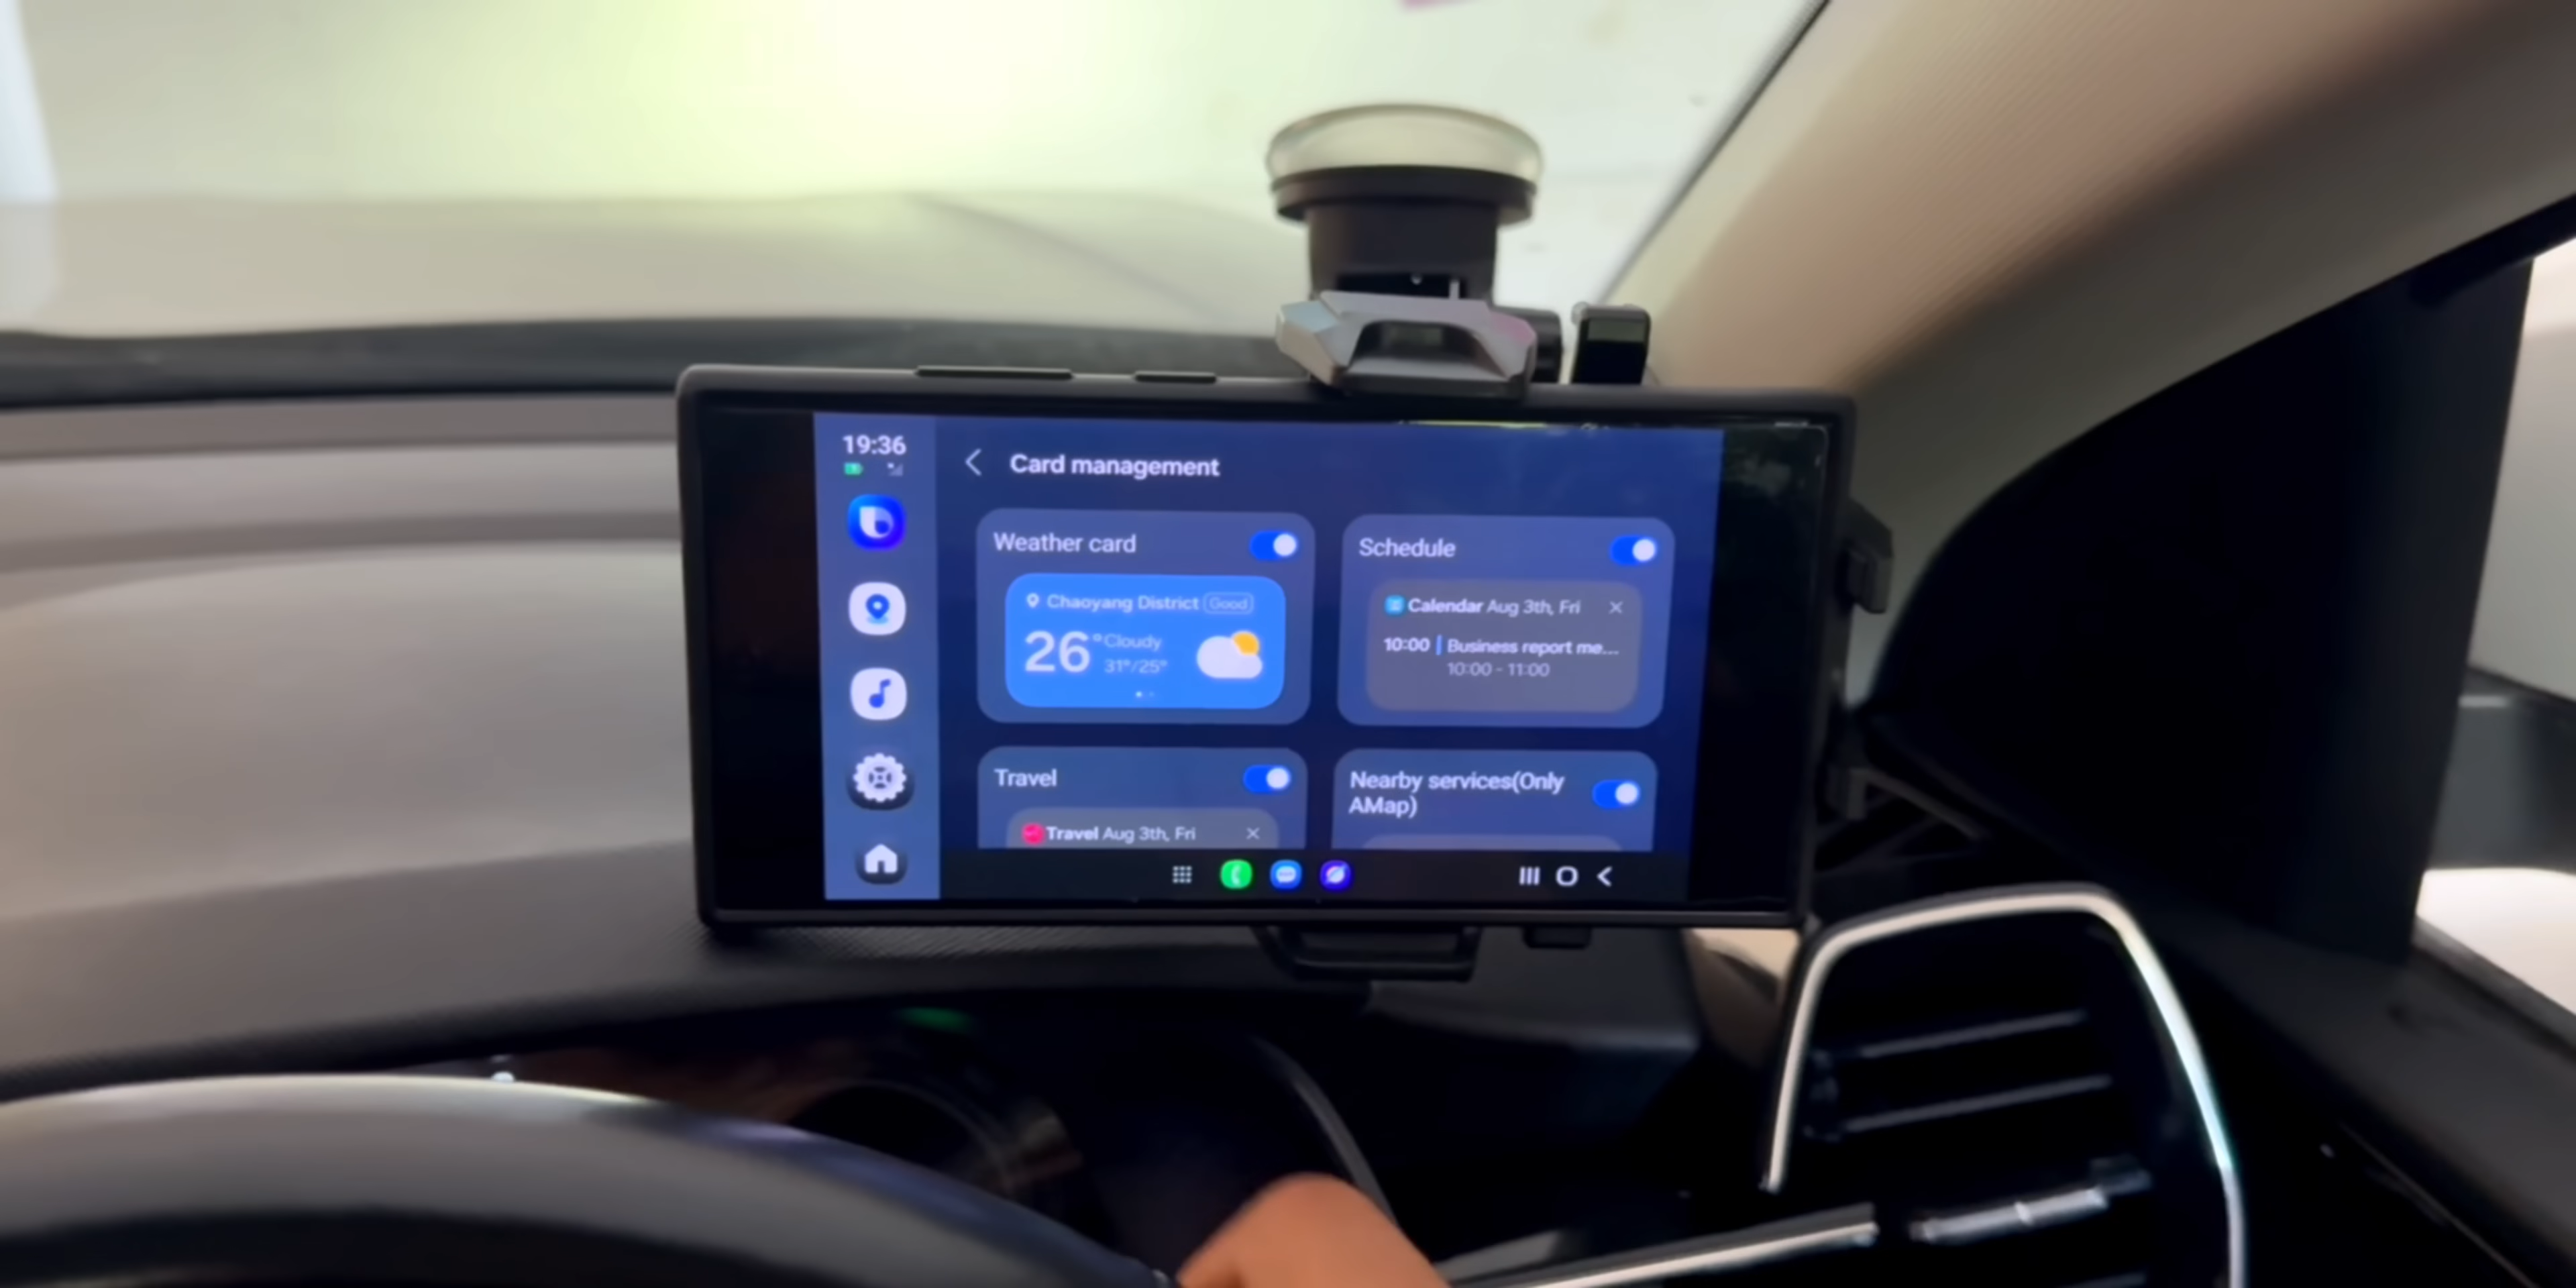 19:36
Card management
Weather card
Chaoyang District Good
26° Cloudy
31°/25°
Schedule
Calendar Aug 3th, Fri
10:00 | Business report me...
10:00 - 11:00
Travel
Travel Aug 3th, Fri
Nearby services(Only
AMap)